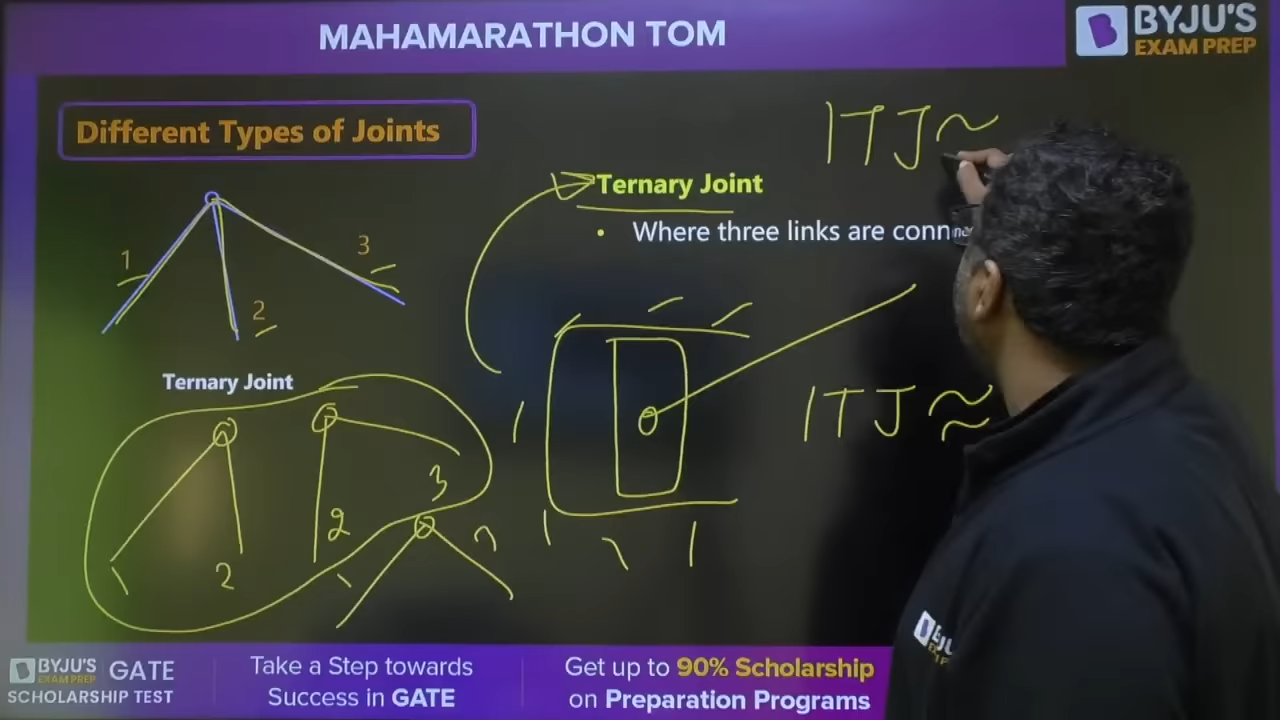 MAHAMARATHON TOM
BYJU'S
EXAM PREP
Different Types of Joints
1TJ~
Ternary Joint
• Where three links are conn
1
2
3
Ternary Joint
1TJ≈
1
2
2
3
BYJU'S
EXAM PREP
GATE
SCHOLARSHIP TEST
Take a Step towards
Success in GATE
Get up to 90% Scholarship
on Preparation Programs